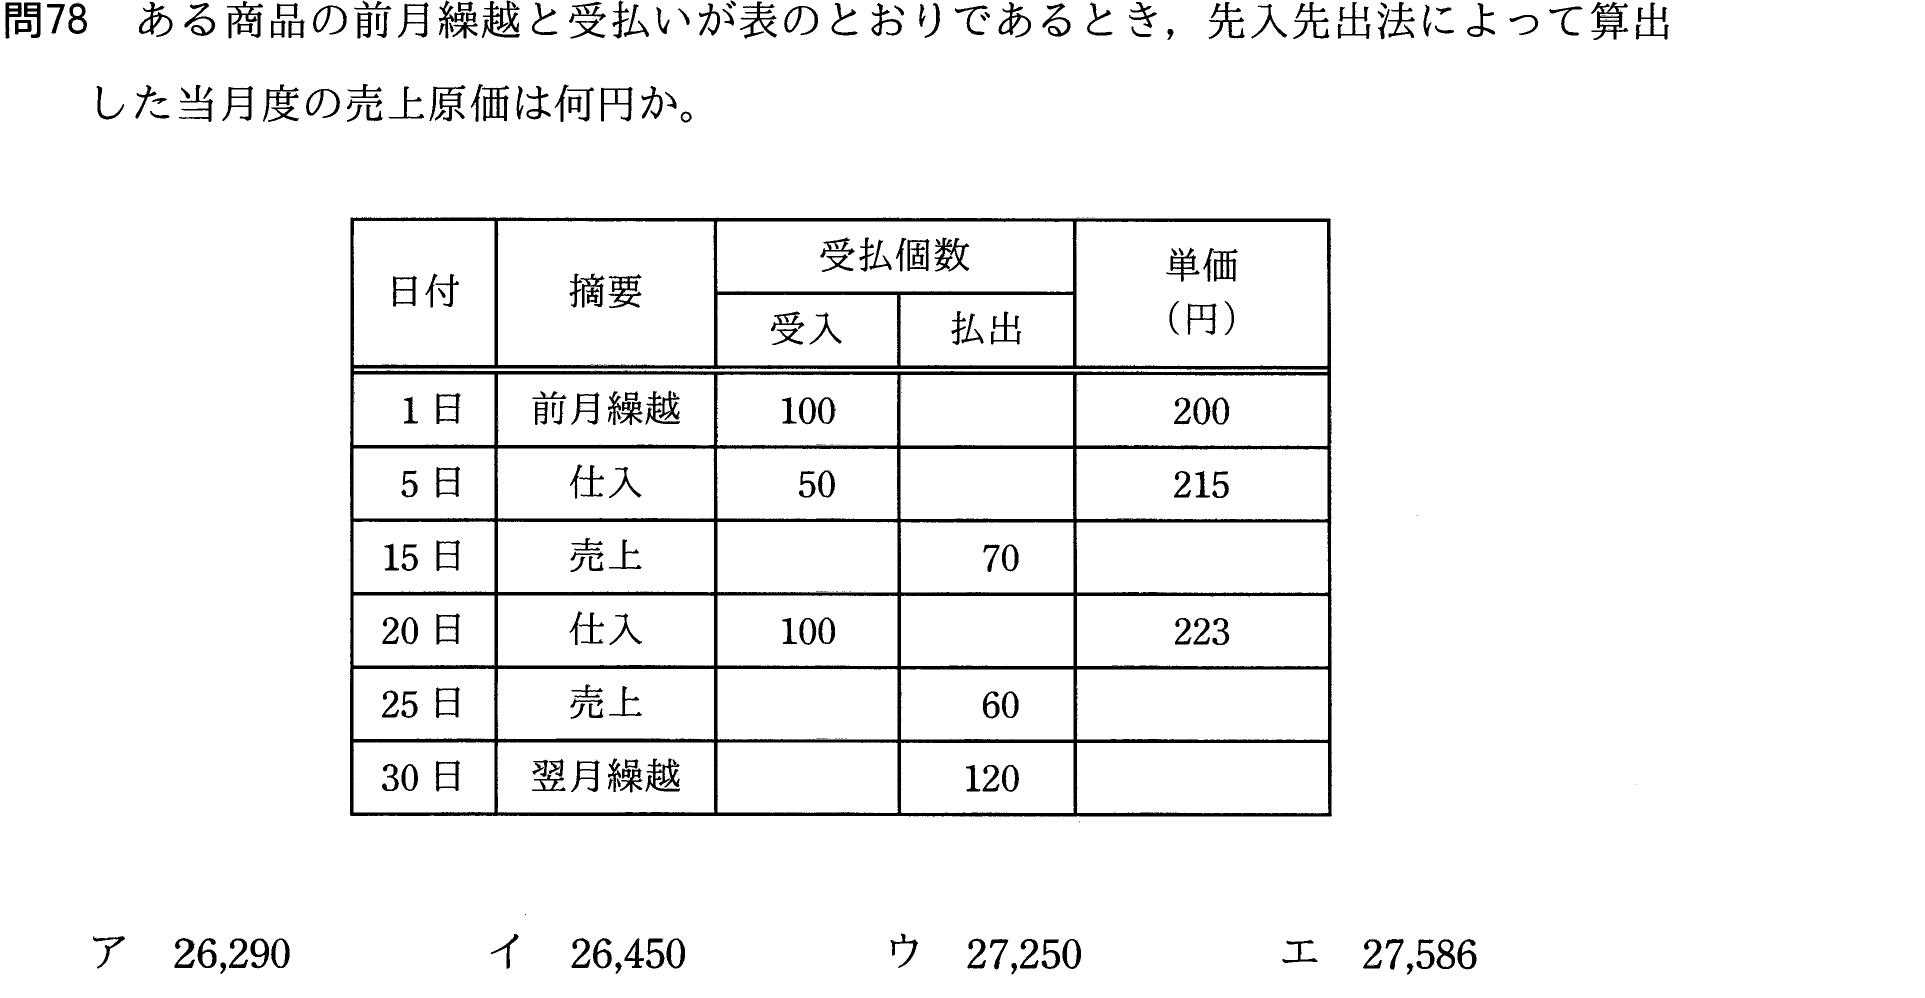 問78　ある商品の前月繰越と受払いが表のとおりであるとき，先入先出法によって算出
した当月度の売上原価は何円か。
日付 摘要 受払個数 単価（円）
受入 払出
1日 前月繰越 100 200
5日 仕入 50 215
15日 売上 70
20日 仕入 100 223
25日 売上 60
30日 翌月繰越 120
ア　26,290　イ　26,450　ウ　27,250　エ　27,586